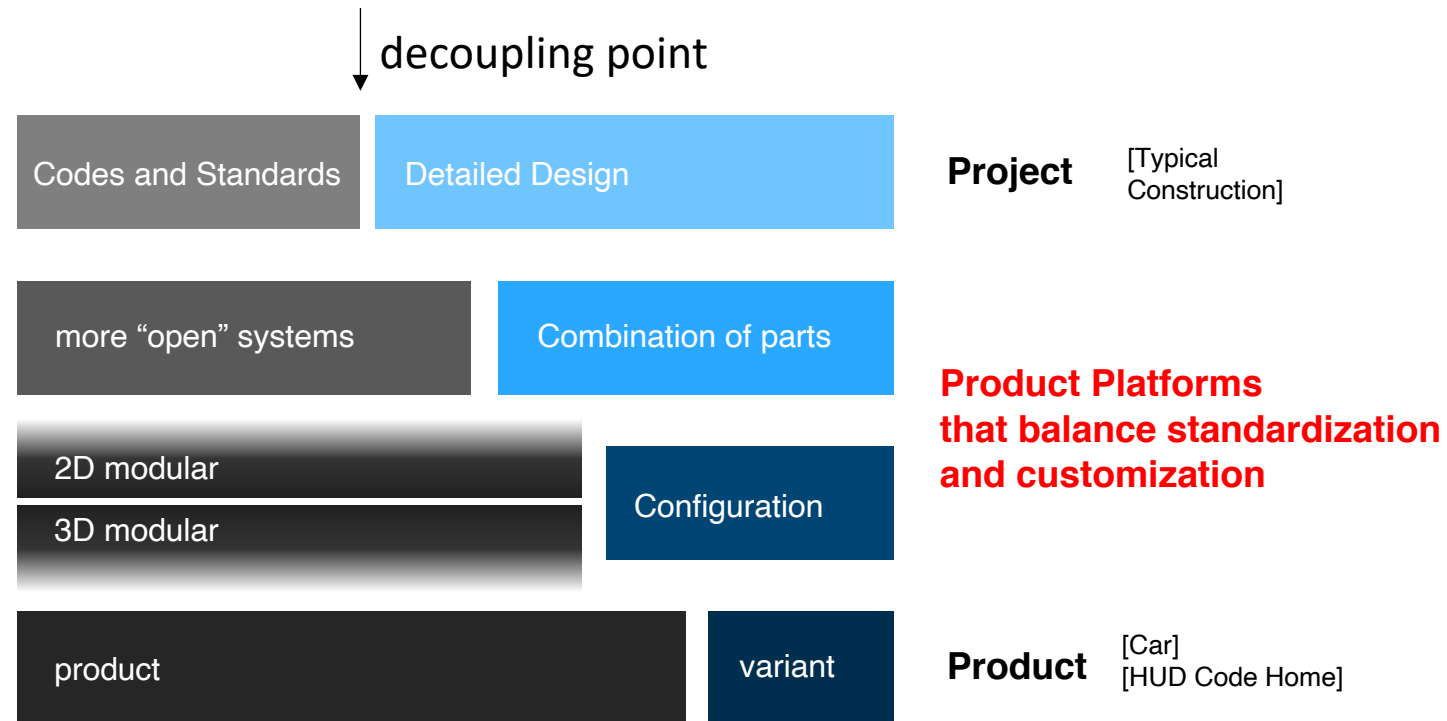 decoupling point
Codes and Standards
Detailed Design
Project
[Typical
Construction]
more “open” systems
Combination of parts
Product Platforms
that balance standardization
and customization
2D modular
3D modular
Configuration
product
variant
Product
[Car]
[HUD Code Home]